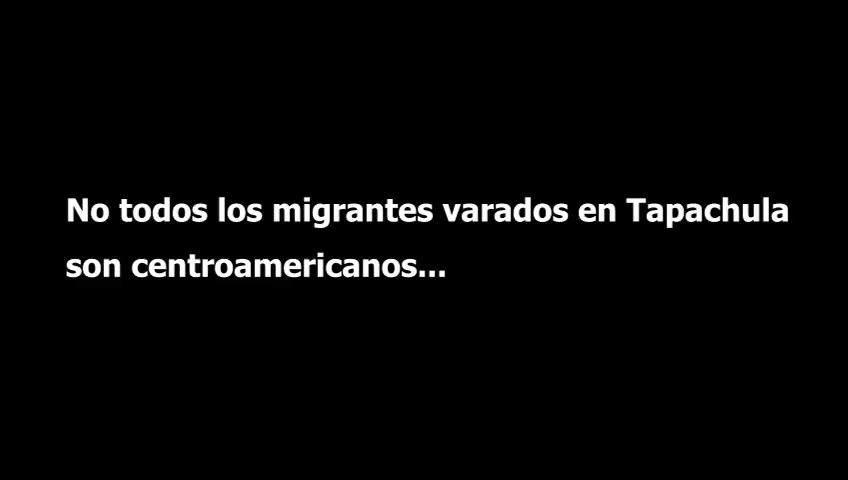 No todos los migrantes varados en Tapachula
son centroamericanos...